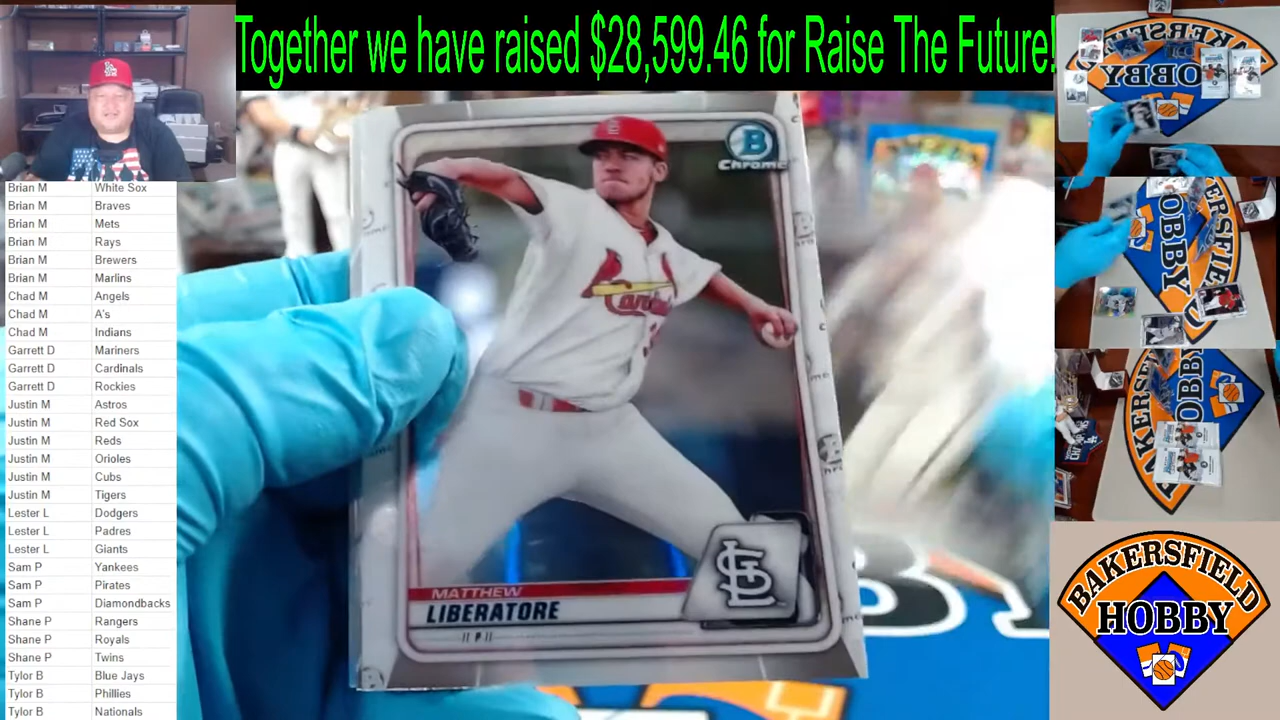 Together we have raised $28,599.46 for Raise The Future!
Brian M White Sox
Brian M Braves
Brian M Mets
Brian M Rays
Brian M Brewers
Brian M Marlins
Chad M Angels
Chad M A's
Chad M Indians
Garrett D Mariners
Garrett D Cardinals
Garrett D Rockies
Justin M Astros
Justin M Red Sox
Justin M Reds
Justin M Orioles
Justin M Cubs
Justin M Tigers
Lester L Dodgers
Lester L Padres
Lester L Giants
Sam P Yankees
Sam P Pirates
Sam P Diamondbacks
Shane P Rangers
Shane P Royals
Shane P Twins
Tylor B Blue Jays
Tylor B Phillies
Tylor B Nationals
B
Chrome
Cardinals
MATTHEW
LIBERATORE
P
STL
BAKERSFIELD
HOBBY